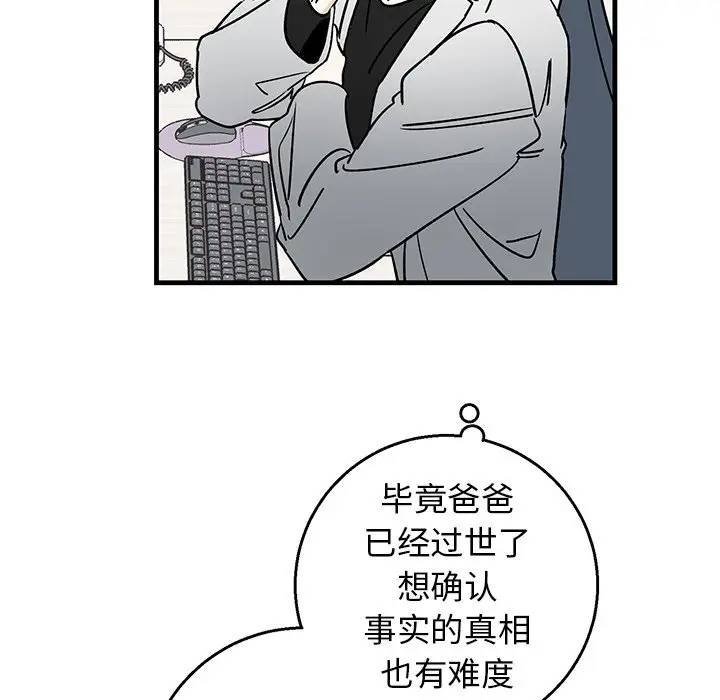 毕竟爸爸
已经过世了
想确认
事实的真相
也有难度